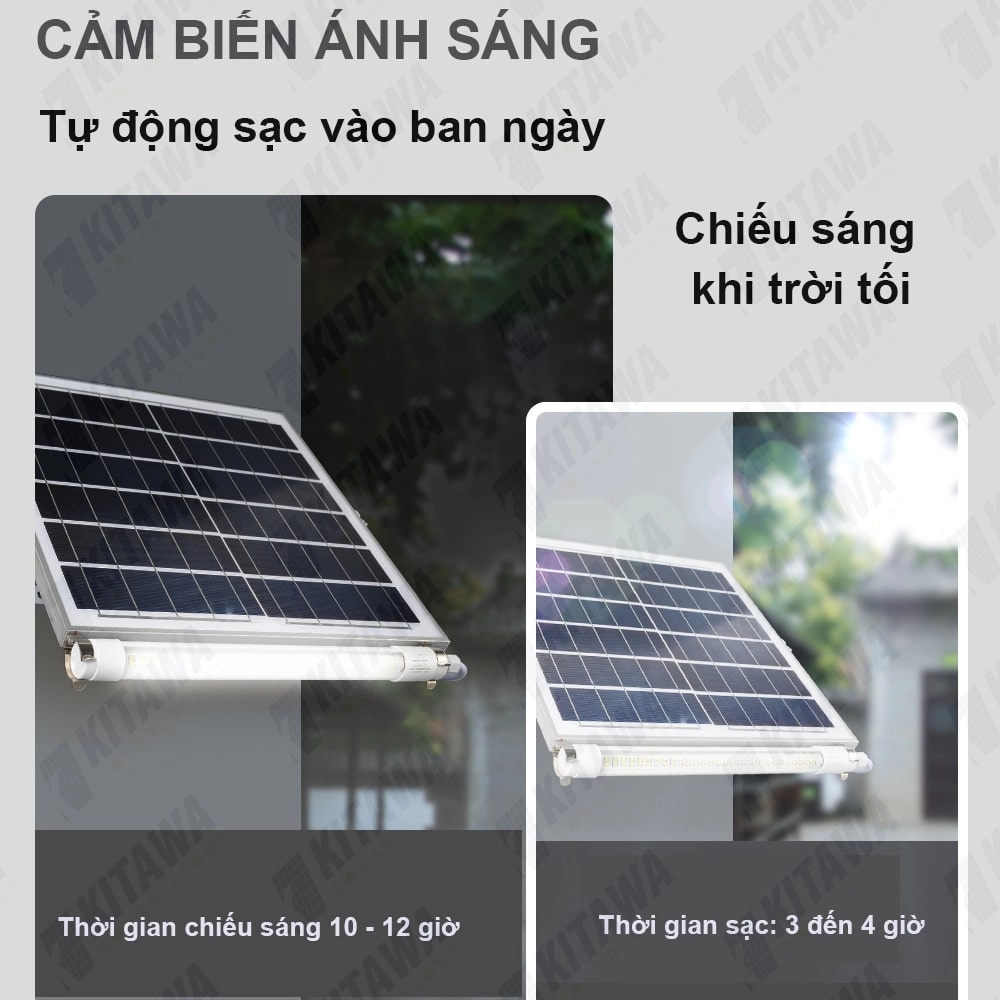 CẢM BIẾN ÁNH SÁNG
Tự động sạc vào ban ngày
Chiếu sáng
khi trời tối
Thời gian chiếu sáng 10 - 12 giờ
Thời gian sạc: 3 đến 4 giờ
KITAWA